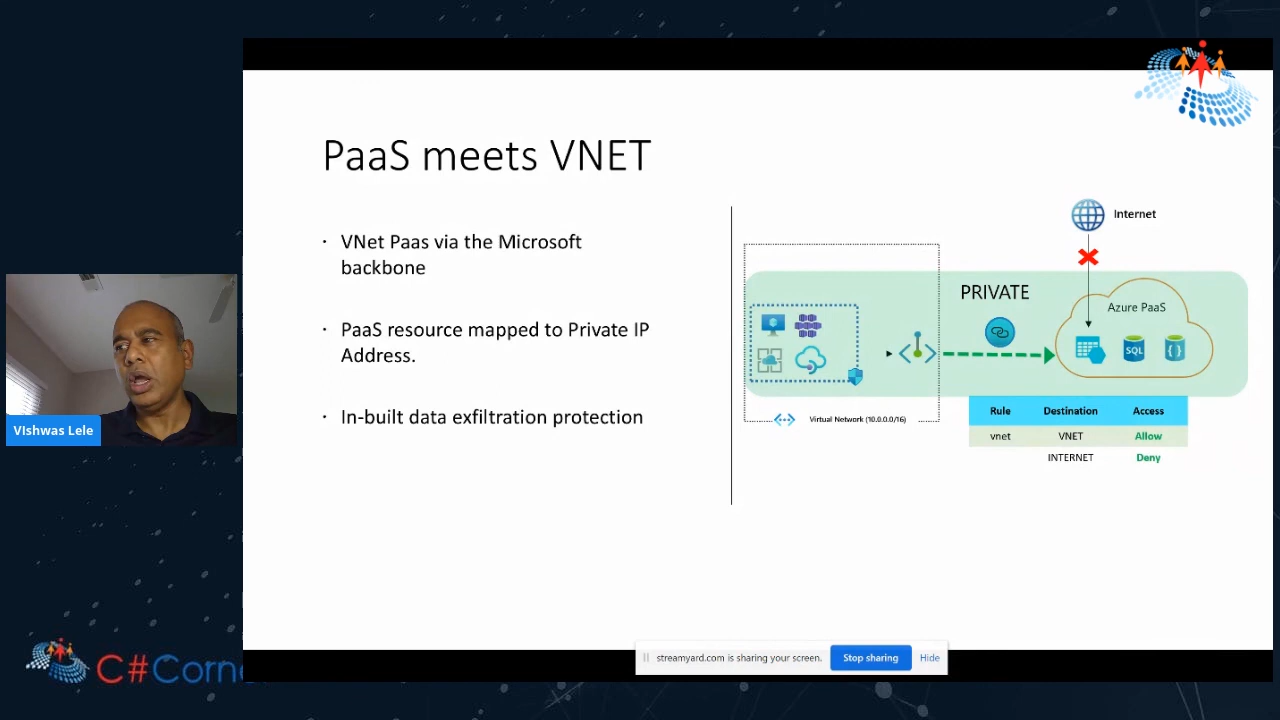 PaaS meets VNET
· VNet Paas via the Microsoft
backbone
· PaaS resource mapped to Private IP
Address.
· In-built data exfiltration protection
Internet
PRIVATE
Azure PaaS
SQL
{ }
Virtual Network (10.0.0.0/16)
Rule Destination Access
vnet VNET Allow
INTERNET Deny
VIshwas Lele
C#Corne
streamyard.com is sharing your screen. Stop sharing Hide